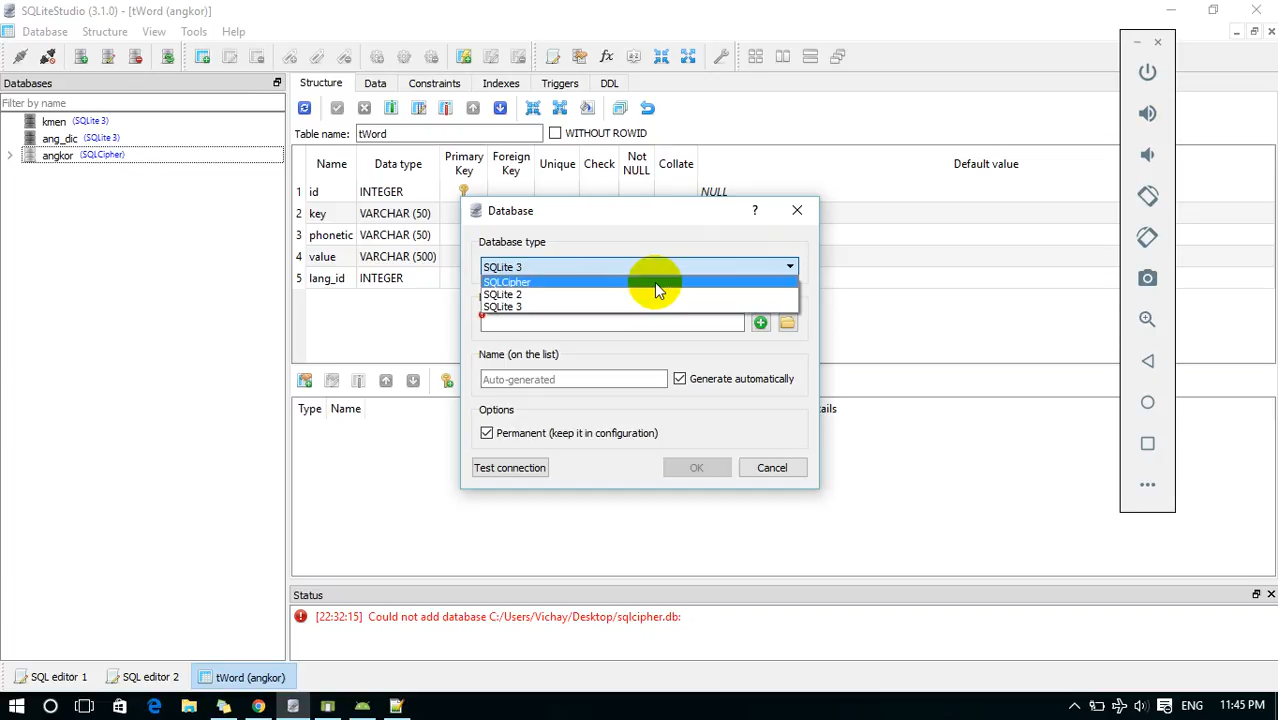 SQLiteStudio (3.1.0) - [tWord (angkor)]
Database Structure View Tools Help
Databases
Filter by name
kmen (SQLite 3)
ang_dic (SQLite 3)
angkor (SQLCipher)
Structure Data Constraints Indexes Triggers DDL
Table name: tWord WITHOUT ROWID
Name Data type Primary Key Foreign Key Unique Check Not NULL Collate Default value
1 id INTEGER NULL
2 key VARCHAR (50)
3 phonetic VARCHAR (50)
4 value VARCHAR (500)
5 lang_id INTEGER
Type Name
Database ?
Database type
SQLite 3
SQLCipher
SQLite 2
SQLite 3
Name (on the list)
Auto-generated Generate automatically
Options
Permanent (keep it in configuration)
Test connection OK Cancel
Status
[22:32:15] Could not add database C:/Users/Vichay/Desktop/sqlcipher.db:
SQL editor 1 SQL editor 2 tWord (angkor)
ENG 11:45 PM